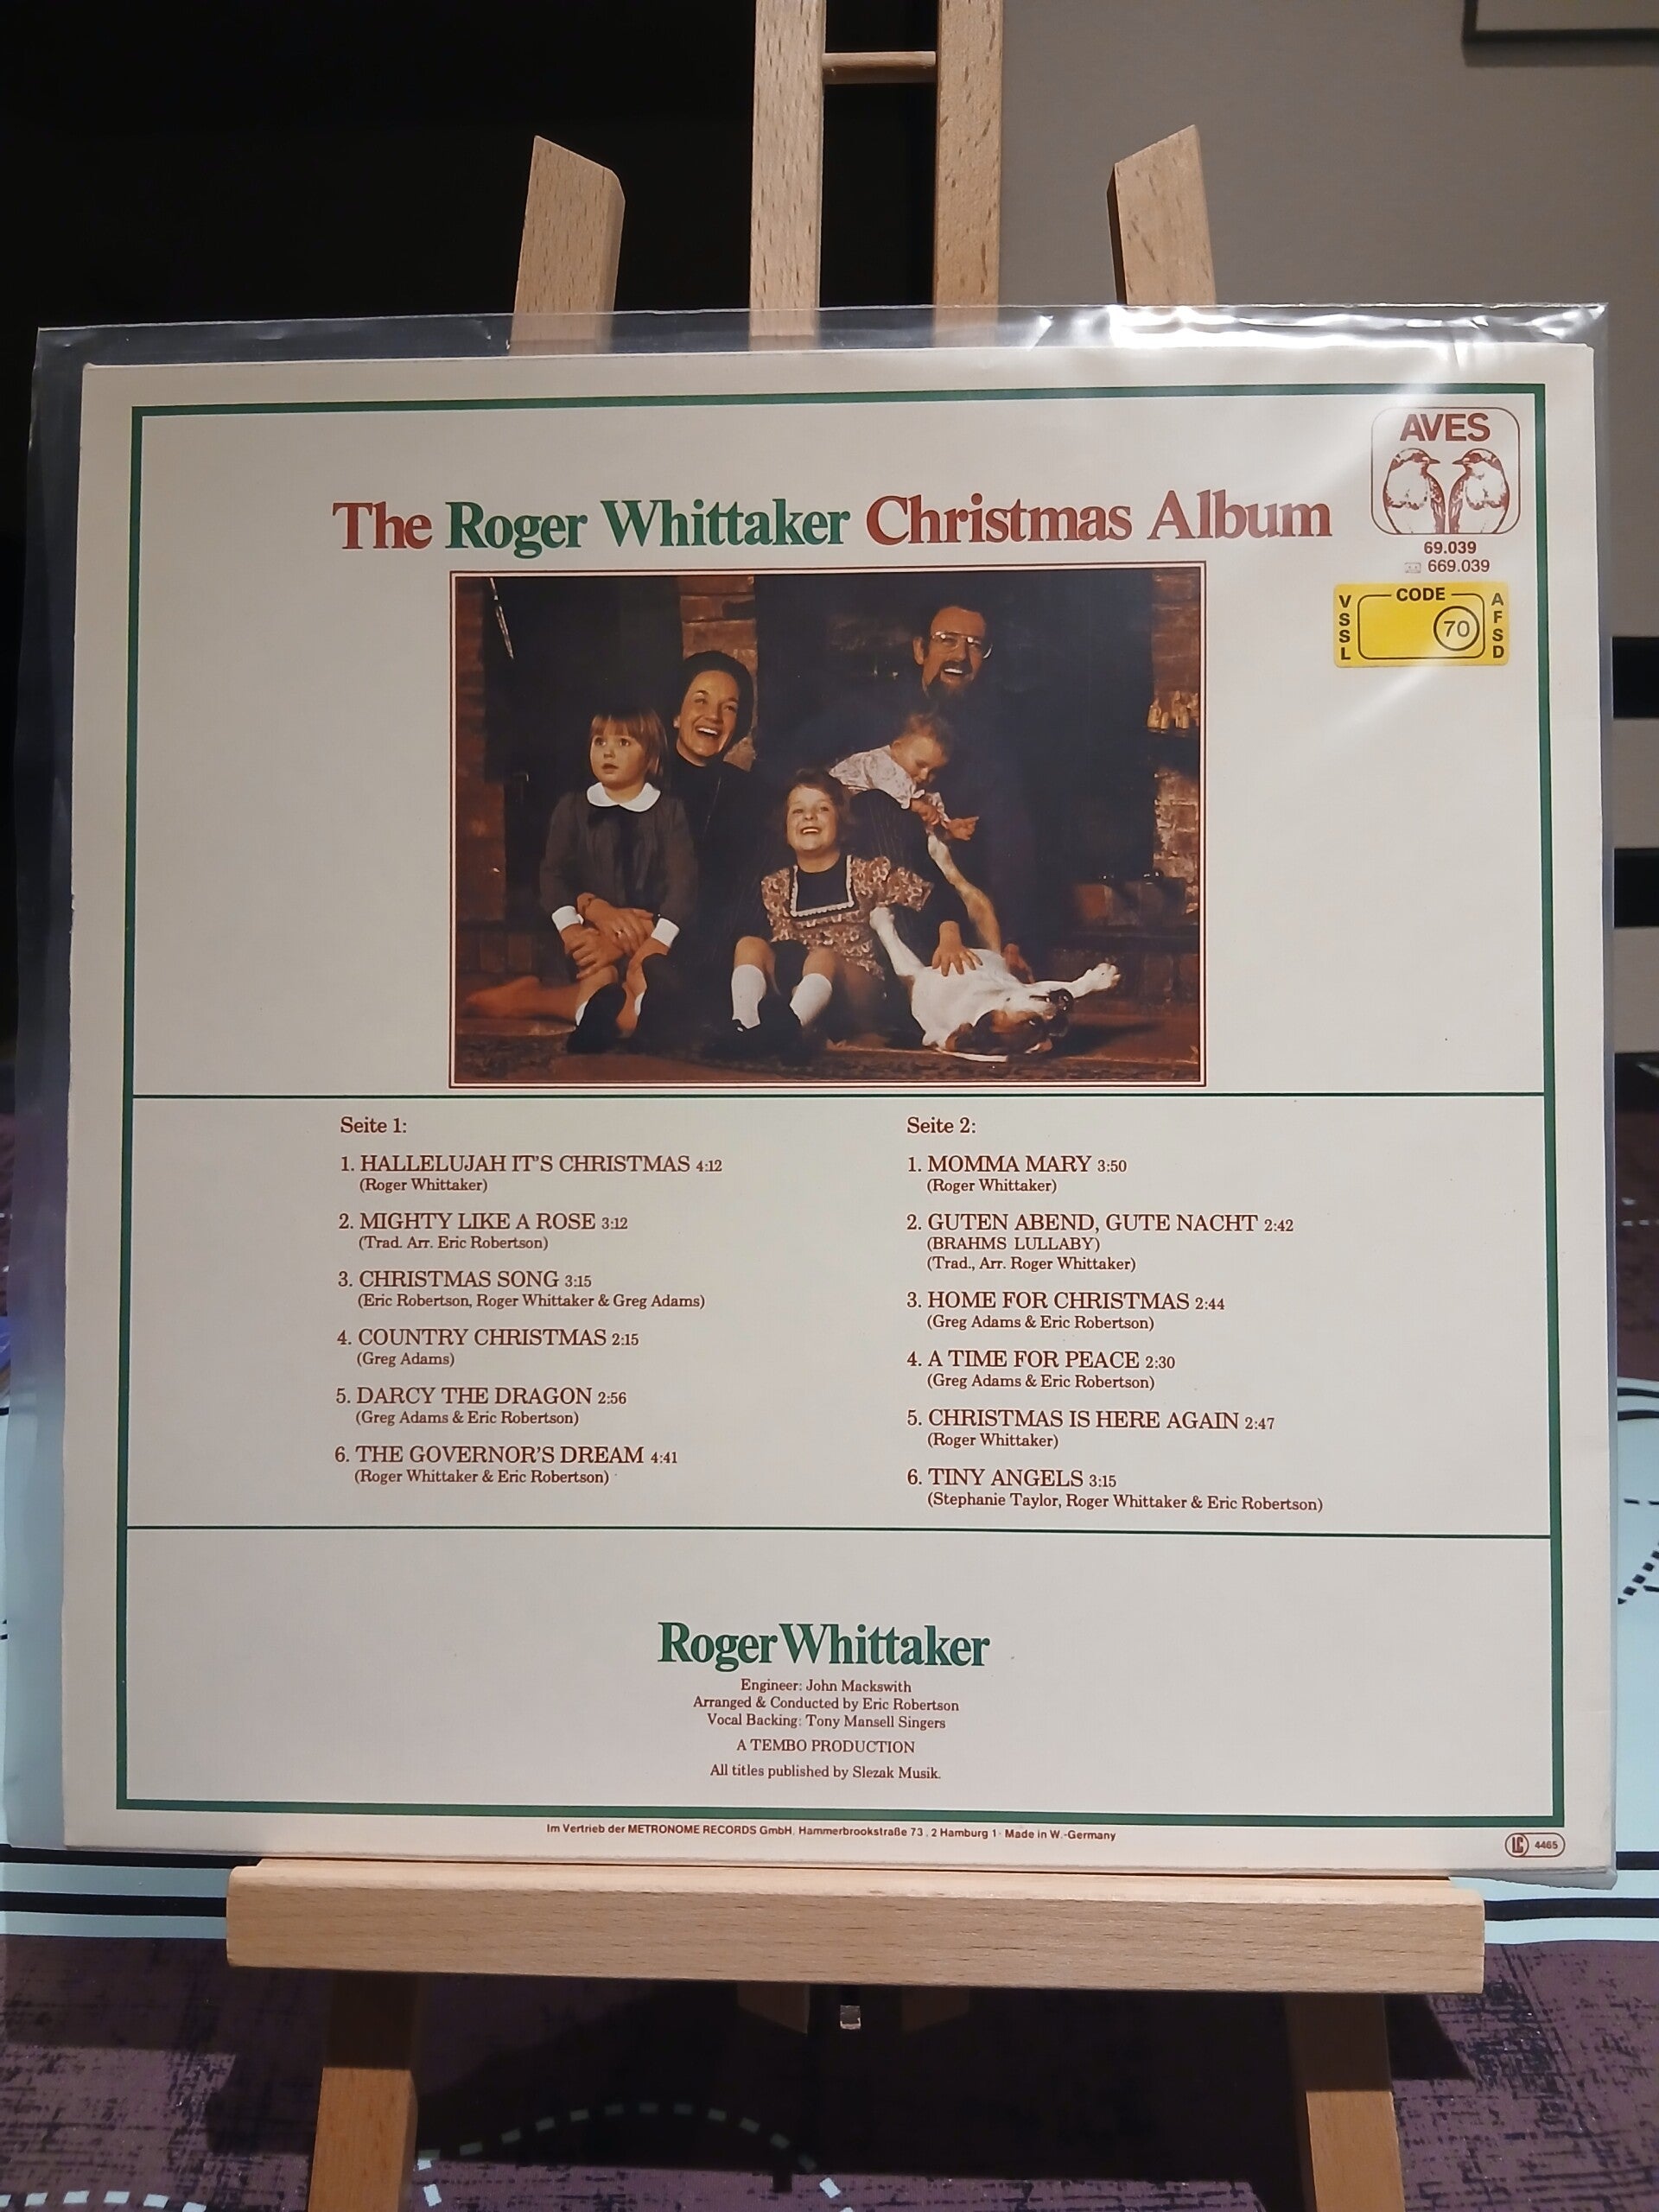 AVES
The Roger Whittaker Christmas Album
69.039
669.039
CODE
VSSL
70
AFSD
Seite 1:
1. HALLELUJAH IT'S CHRISTMAS 4:12
(Roger Whittaker)
2. MIGHTY LIKE A ROSE 3:12
(Trad. Arr. Eric Robertson)
3. CHRISTMAS SONG 3:15
(Eric Robertson, Roger Whittaker & Greg Adams)
4. COUNTRY CHRISTMAS 2:15
(Greg Adams)
5. DARCY THE DRAGON 2:56
(Greg Adams & Eric Robertson)
6. THE GOVERNOR'S DREAM 4:41
(Roger Whittaker & Eric Robertson)
Seite 2:
1. MOMMA MARY 3:50
(Roger Whittaker)
2. GUTEN ABEND, GUTE NACHT 2:42
(BRAHMS LULLABY)
(Trad., Arr. Roger Whittaker)
3. HOME FOR CHRISTMAS 2:44
(Greg Adams & Eric Robertson)
4. A TIME FOR PEACE 2:30
(Greg Adams & Eric Robertson)
5. CHRISTMAS IS HERE AGAIN 2:47
(Roger Whittaker)
6. TINY ANGELS 3:15
(Stephanie Taylor, Roger Whittaker & Eric Robertson)
Roger Whittaker
Engineer: John Mackswith
Arranged & Conducted by Eric Robertson
Vocal Backing: Tony Mansell Singers
A TEMBO PRODUCTION
All titles published by Slezak Musik.
Im Vertrieb der METRONOME RECORDS GmbH, Hammerbrookstraße 73, 2 Hamburg 1 · Made in W.-Germany
LC 4465